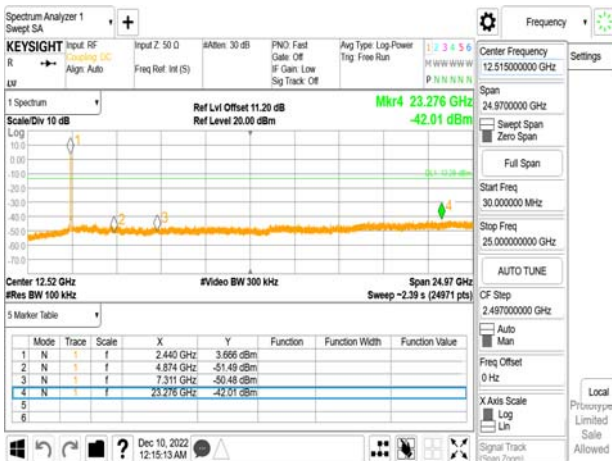 Spectrum Analyzer 1
Swept SA
Frequency
KEYSIGHT
R
Input: RF
Coupling: DC
Align: Auto
Input Z: 50 Ω
Freq Ref: Int (S)
#Atten: 30 dB
PNO: Fast
Gate: Off
IF Gain: Low
Sig Track: Off
Avg Type: Log-Power
Trig: Free Run
1 2 3 4 5 6
M W W W W W
P N N N N N
Center Frequency
12.515000000 GHz
Settings
Span
24.9700000 GHz
Swept Span
Zero Span
Full Span
Start Freq
30.000000 MHz
Stop Freq
25.000000000 GHz
AUTO TUNE
CF Step
2.497000000 GHz
Auto
Man
Freq Offset
0 Hz
X Axis Scale
Log
Lin
Signal Track
(Span Zoom)
Local
Prototype
Limited
Sale
Allowed
1 Spectrum
Scale/Div 10 dB
Ref Lvl Offset 11.20 dB
Ref Level 20.00 dBm
Mkr4 23.276 GHz
-42.01 dBm
Log
10.0
0.00
-10.0
-20.0
-30.0
-40.0
-50.0
-60.0
-70.0
1
2
3
4
Center 12.52 GHz
#Res BW 100 kHz
#Video BW 300 kHz
Span 24.97 GHz
Sweep ~2.39 s (24971 pts)
5 Marker Table
Mode Trace Scale X Y Function Function Width Function Value
1 N 1 f 2.440 GHz 3.666 dBm
2 N 1 f 4.874 GHz -51.49 dBm
3 N 1 f 7.311 GHz -50.48 dBm
4 N 1 f 23.276 GHz -42.01 dBm
5
6
Dec 10, 2022
12:15:13 AM